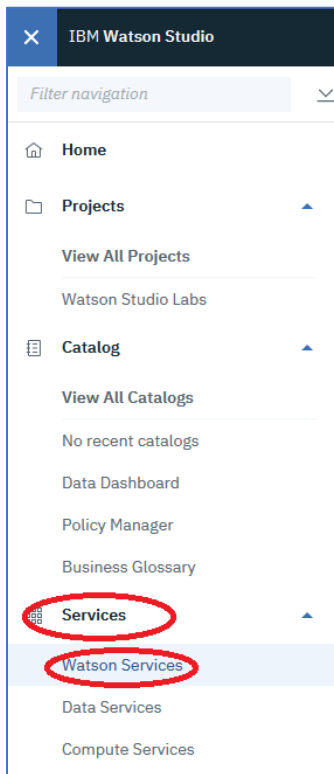 IBM Watson Studio
Filter navigation
Home
Projects
View All Projects
Watson Studio Labs
Catalog
View All Catalogs
No recent catalogs
Data Dashboard
Policy Manager
Business Glossary
Services
Watson Services
Data Services
Compute Services